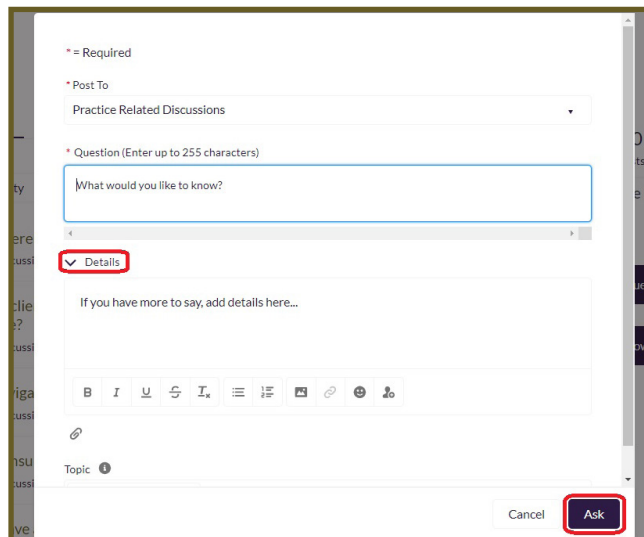 * = Required
* Post To
Practice Related Discussions
* Question (Enter up to 255 characters)
What would you like to know?
Details
If you have more to say, add details here...
B I U S Tx
Topic
Cancel Ask